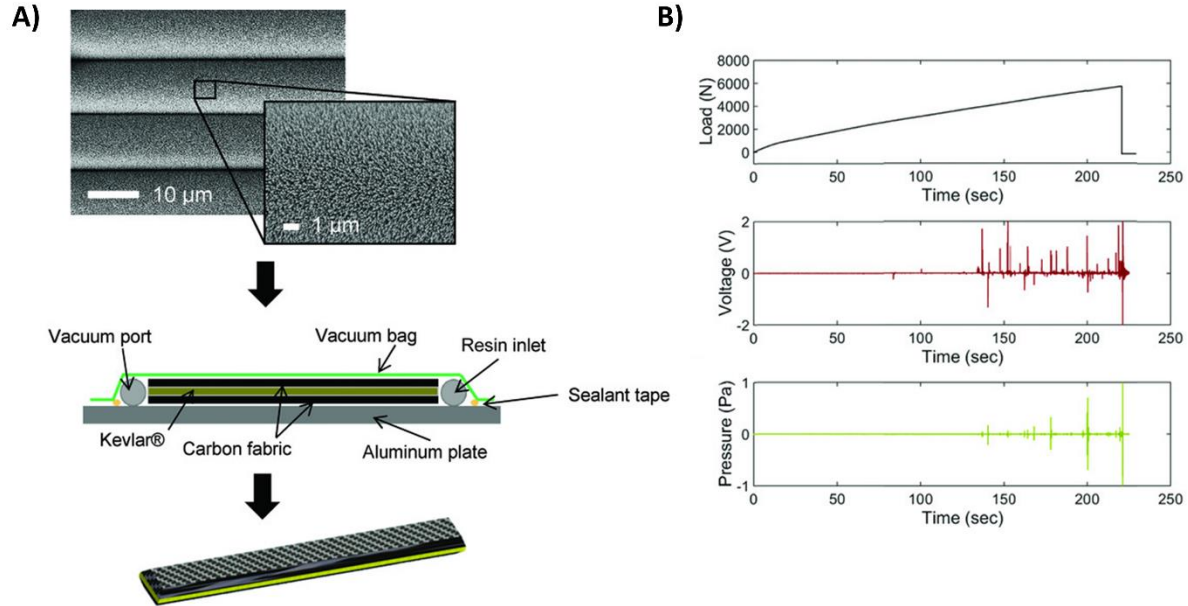 A)
10 µm
1 µm
Vacuum port
Vacuum bag
Resin inlet
Sealant tape
Kevlar®
Carbon fabric
Aluminum plate
B)
8000
6000
4000
2000
0
Load (N)
0 50 100 150 200 250
Time (sec)
2
0
-2
Voltage (V)
0 50 100 150 200 250
Time (sec)
1
0
-1
Pressure (Pa)
0 50 100 150 200 250
Time (sec)